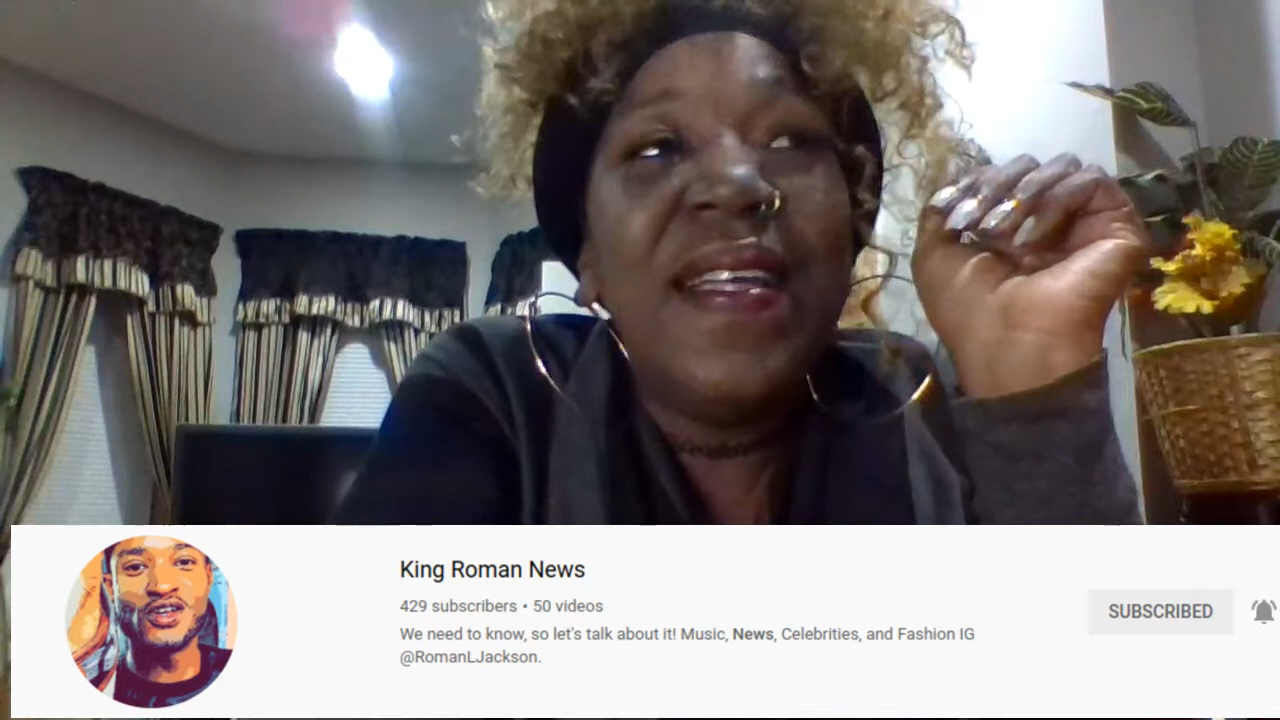 King Roman News
429 subscribers • 50 videos
We need to know, so let's talk about it! Music, News, Celebrities, and Fashion IG
@RomanLJackson.
SUBSCRIBED